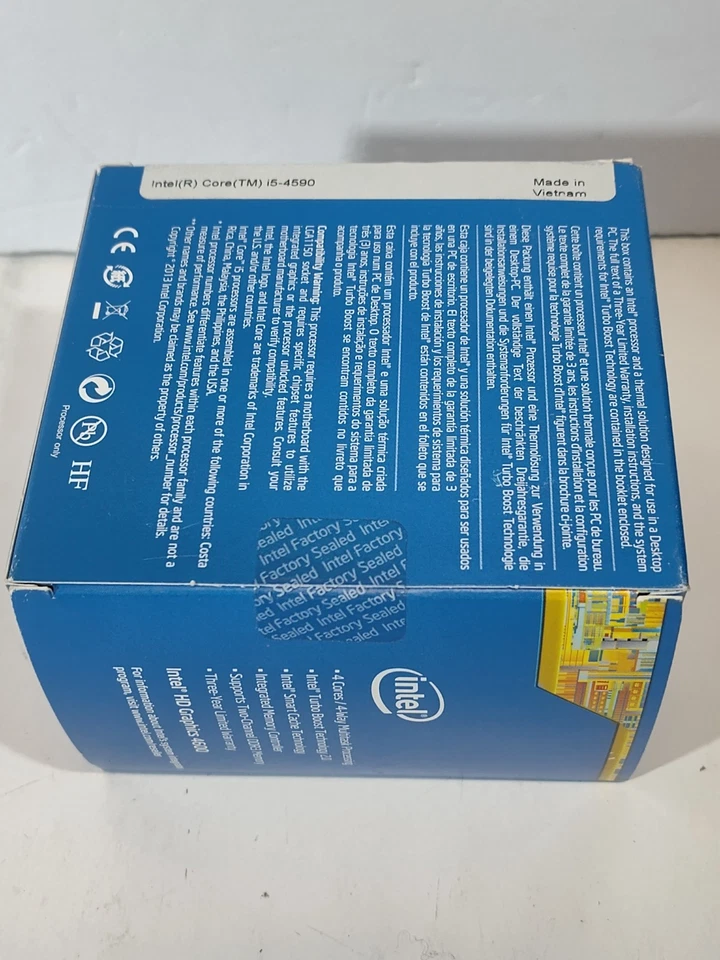 Intel(R) Core(TM) i5-4590
Made in
Vietnam
This box contains an Intel® processor and a thermal solution designed for use in a Desktop
PC. The full text of a Three-Year Limited Warranty, installation instructions, and the system
requirements for Intel® Turbo Boost Technology are contained in the booklet enclosed.
Cette boîte contient un processeur Intel® et une solution thermale conçue pour les PC de bureau.
Le texte complet de la garantie limitée de 3 ans, les instructions d'installation et la configuration
système requise pour la technologie Turbo Boost d'Intel® figurent dans la brochure ci-jointe.
Diese Packung enthält einen Intel® Prozessor und eine Thermolösung zur Verwendung in
einem Desktop-PC. Der vollständige Text der beschränkten Dreijahresgarantie, die
Installationsanweisungen und die Systemanforderungen für Intel® Turbo Boost Technologie
sind in der beigelegten Dokumentation enthalten.
Esta caja contiene un procesador de Intel® y una solución térmica diseñados para ser usados
en una PC de escritorio. El texto completo de la garantía limitada de 3
años, las instrucciones de instalación y los requerimientos de sistema para
la tecnología Turbo Boost de Intel® están contenidos en el folleto que se
incluye con el producto.
Esta caixa contém um processador Intel® e uma solução térmica criada
para uso num PC de Desktop. O texto completo da garantia limitada de
três (3) anos instruções de instalação e requerimentos do sistema para a
tecnologia Intel® Turbo Boost se encontram contidos no livreto que
acompanha o produto.
Compatibility Warning: This processor requires a motherboard with the
LGA1150 socket and requires specific chipset features to utilize
integrated graphics or the processor unlocked features. Consult your
motherboard manufacturer to verify compatibility.
Intel, the Intel logo, and Intel Core are trademarks of Intel Corporation in
the U.S. and/or other countries.
Intel® Core™ i5 processors are assembled in one or more of the following countries: Costa
Rica, China, Malaysia, the Philippines, and the USA.
* Intel processor numbers differentiate features within each processor family and are not a
measure of performance. See www.intel.com/products/processor_number for details.
** Other names and brands may be claimed as the property of others.
Copyright © 2013 Intel Corporation.
CE
Pb
HF
Processor only
Intel Factory Sealed
intel®
• 4 Cores / 4-Way Multitask Processing
• Intel® Turbo Boost Technology 2.0
• Intel® Smart Cache Technology
• Integrated Memory Controller
• Supports Two-Channel DDR3 Memory
• Three-Year Limited Warranty
Intel® HD Graphics 4600
For information about Intel's System
program, visit www.intel.com/reseller